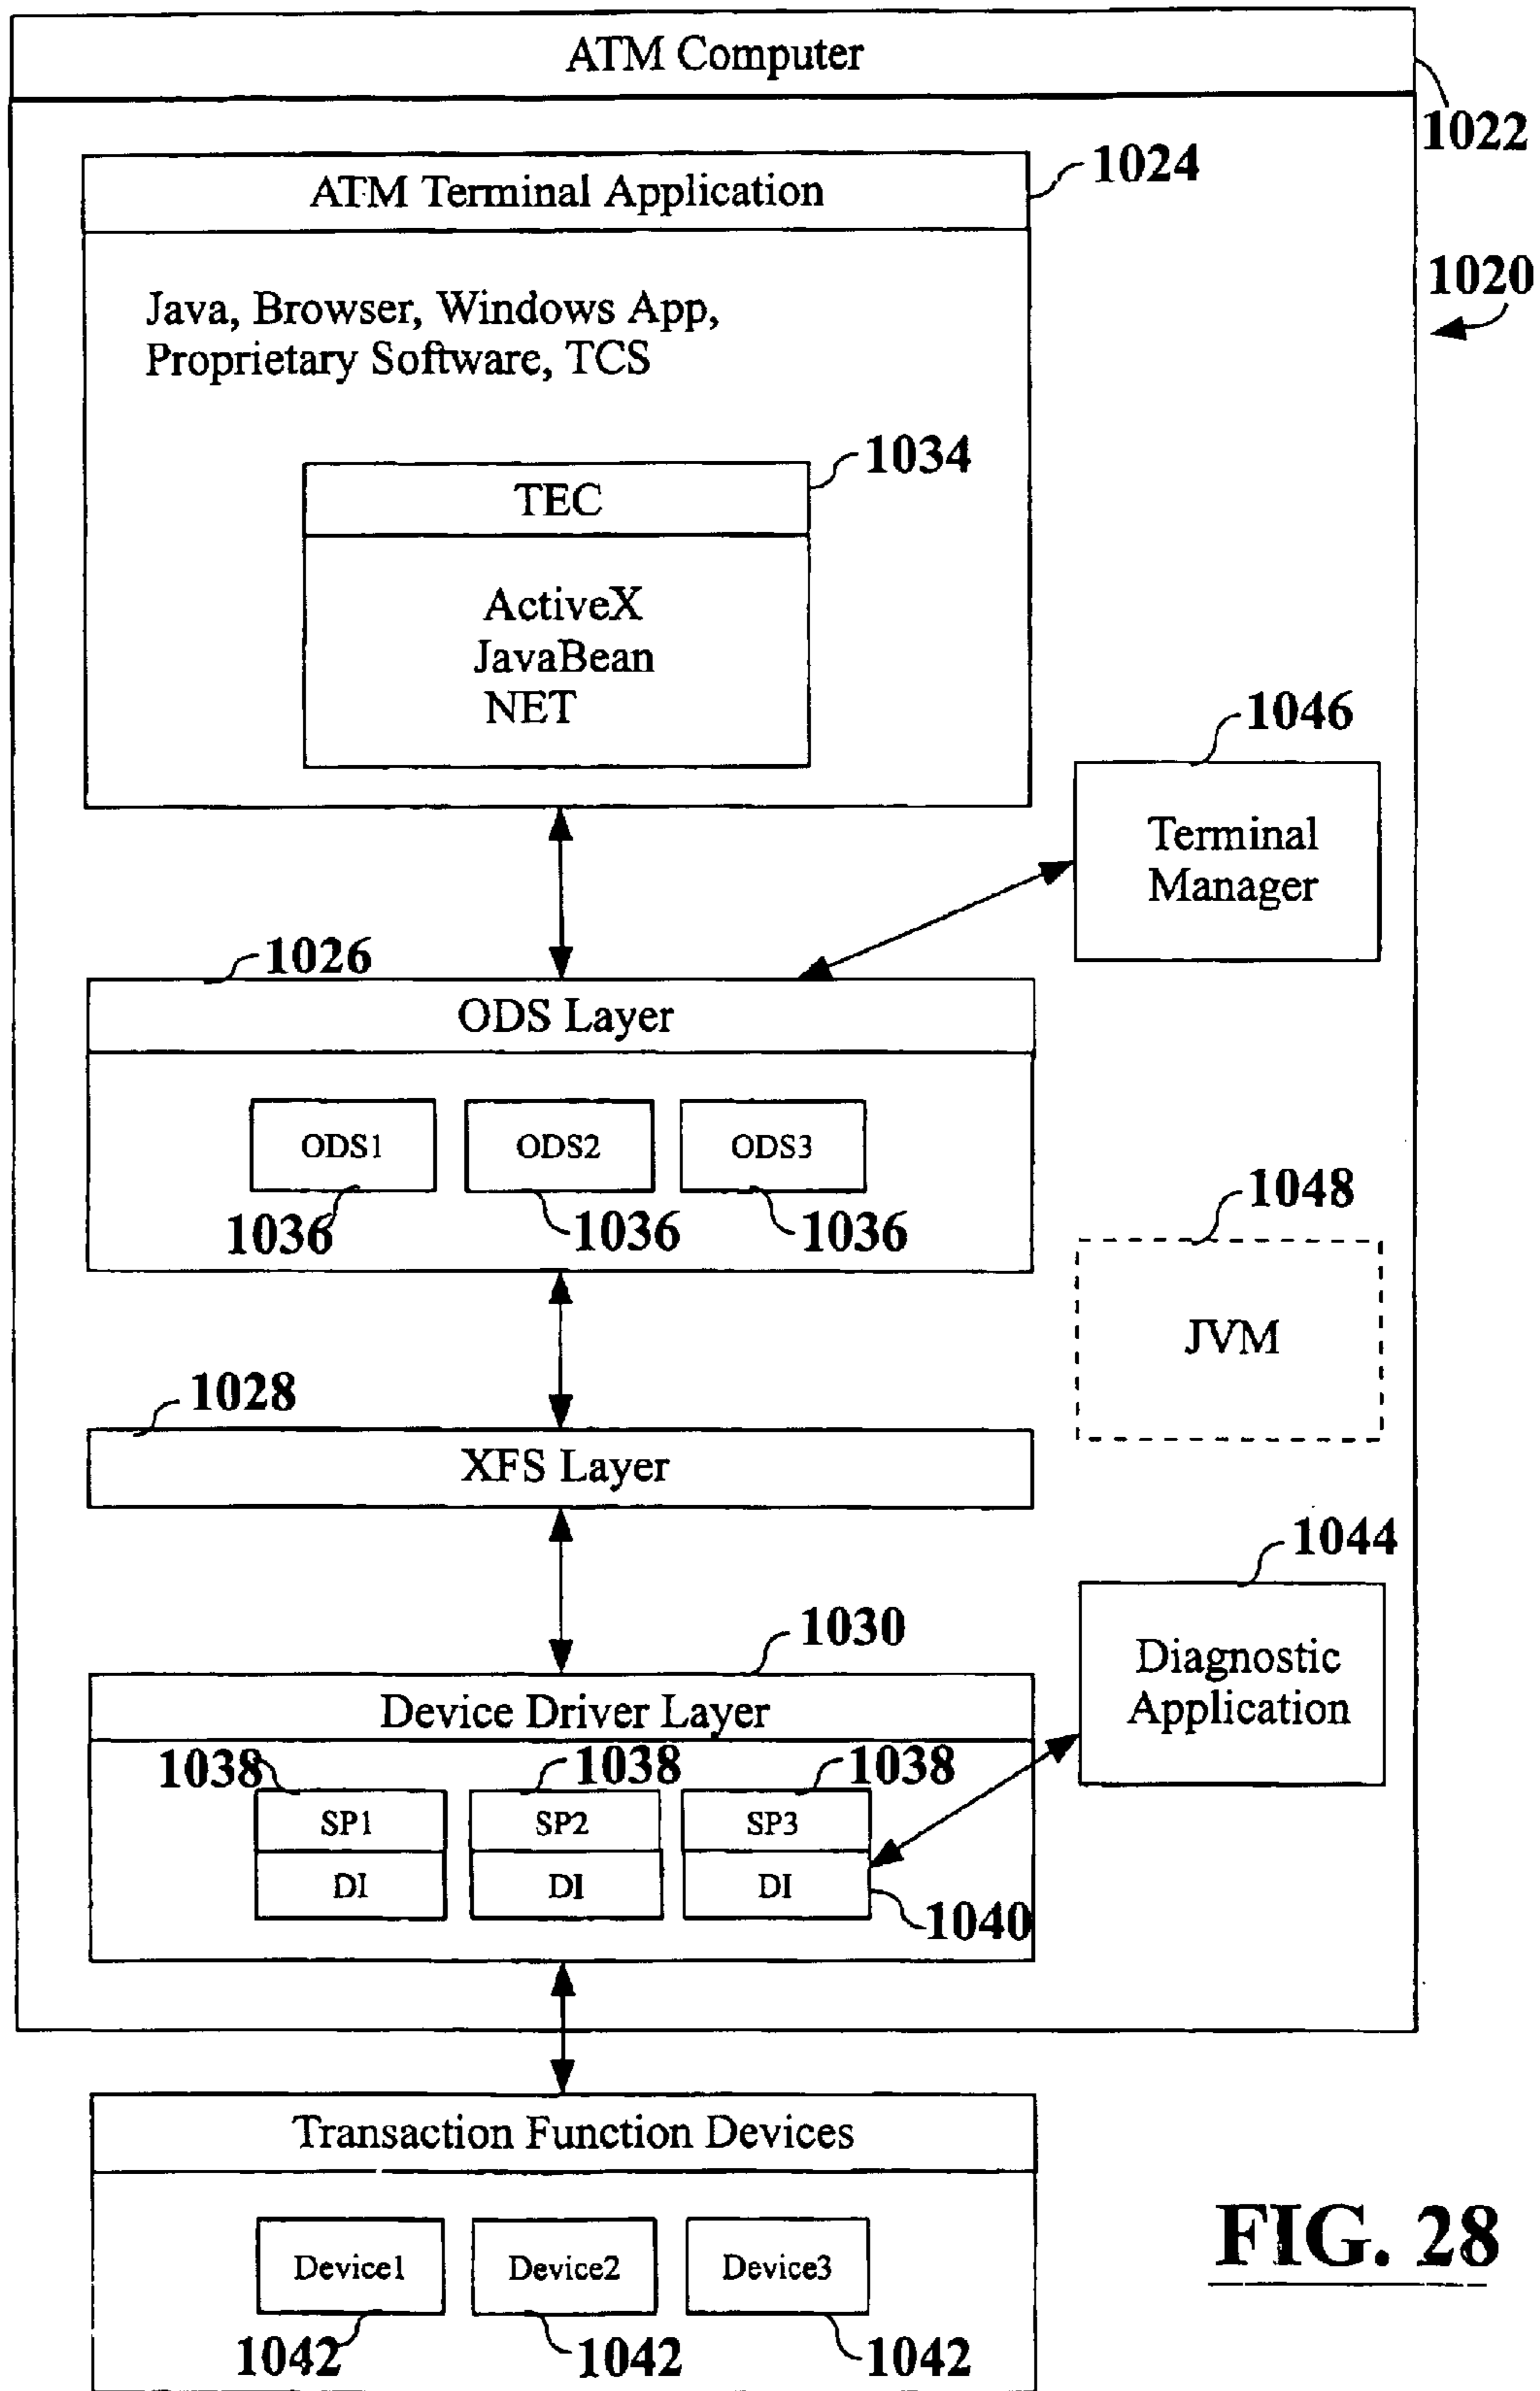 ATM Computer
1022
ATM Terminal Application
1024
1020
Java, Browser, Windows App,
Proprietary Software, TCS
1034
TEC
ActiveX
JavaBean
NET
1046
Terminal
Manager
1026
ODS Layer
ODS1
ODS2
ODS3
1036
1036
1036
1048
JVM
1028
XFS Layer
1044
Diagnostic
Application
1030
Device Driver Layer
1038
1038
1038
SP1
SP2
SP3
DI
DI
DI
1040
Transaction Function Devices
Device1
Device2
Device3
1042
1042
1042
FIG. 28